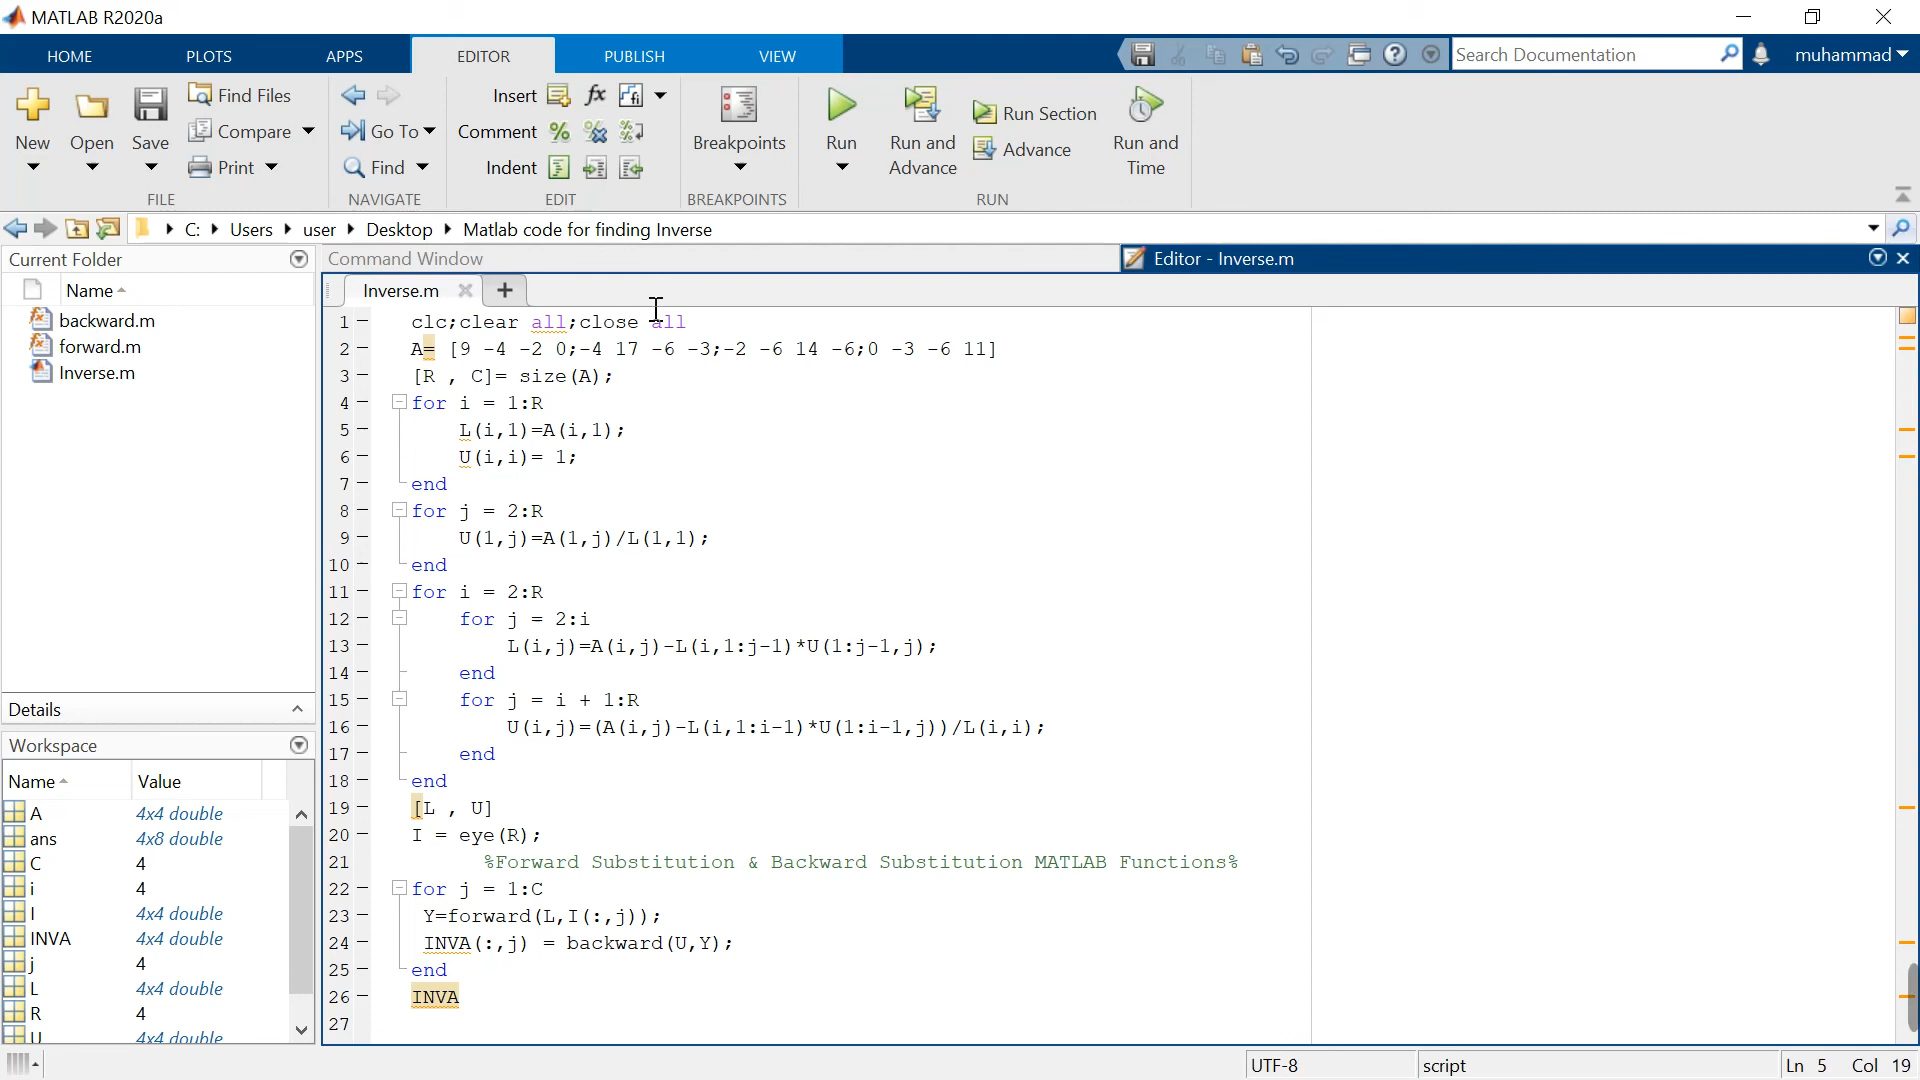 MATLAB R2020a
HOME PLOTS APPS EDITOR PUBLISH VIEW
Search Documentation
muhammad
New
Open
Save
Find Files
Compare
Print
FILE
Go To
Find
NAVIGATE
Insert
Comment
Indent
EDIT
Breakpoints
BREAKPOINTS
Run
Run and Advance
Run Section
Advance
Run and Time
RUN
C: Users user Desktop Matlab code for finding Inverse
Current Folder
Name
backward.m
forward.m
Inverse.m
Details
Workspace
Name Value
A 4x4 double
ans 4x8 double
C 4
i 4
I 4x4 double
INVA 4x4 double
j 4
L 4x4 double
R 4
U 4x4 double
Command Window
Editor - Inverse.m
Inverse.m
1 clc;clear all;close all
2 A= [9 -4 -2 0;-4 17 -6 -3;-2 -6 14 -6;0 -3 -6 11]
3 [R , C]= size(A);
4 for i = 1:R
5 L(i,1)=A(i,1);
6 U(i,i)= 1;
7 end
8 for j = 2:R
9 U(1,j)=A(1,j)/L(1,1);
10 end
11 for i = 2:R
12 for j = 2:i
13 L(i,j)=A(i,j)-L(i,1:j-1)*U(1:j-1,j);
14 end
15 for j = i + 1:R
16 U(i,j)=(A(i,j)-L(i,1:i-1)*U(1:i-1,j))/L(i,i);
17 end
18 end
19 [L , U]
20 I = eye(R);
21 %Forward Substitution & Backward Substitution MATLAB Functions%
22 for j = 1:C
23 Y=forward(L,I(:,j));
24 INVA(:,j) = backward(U,Y);
25 end
26 INVA
27
UTF-8
script
Ln 5 Col 19